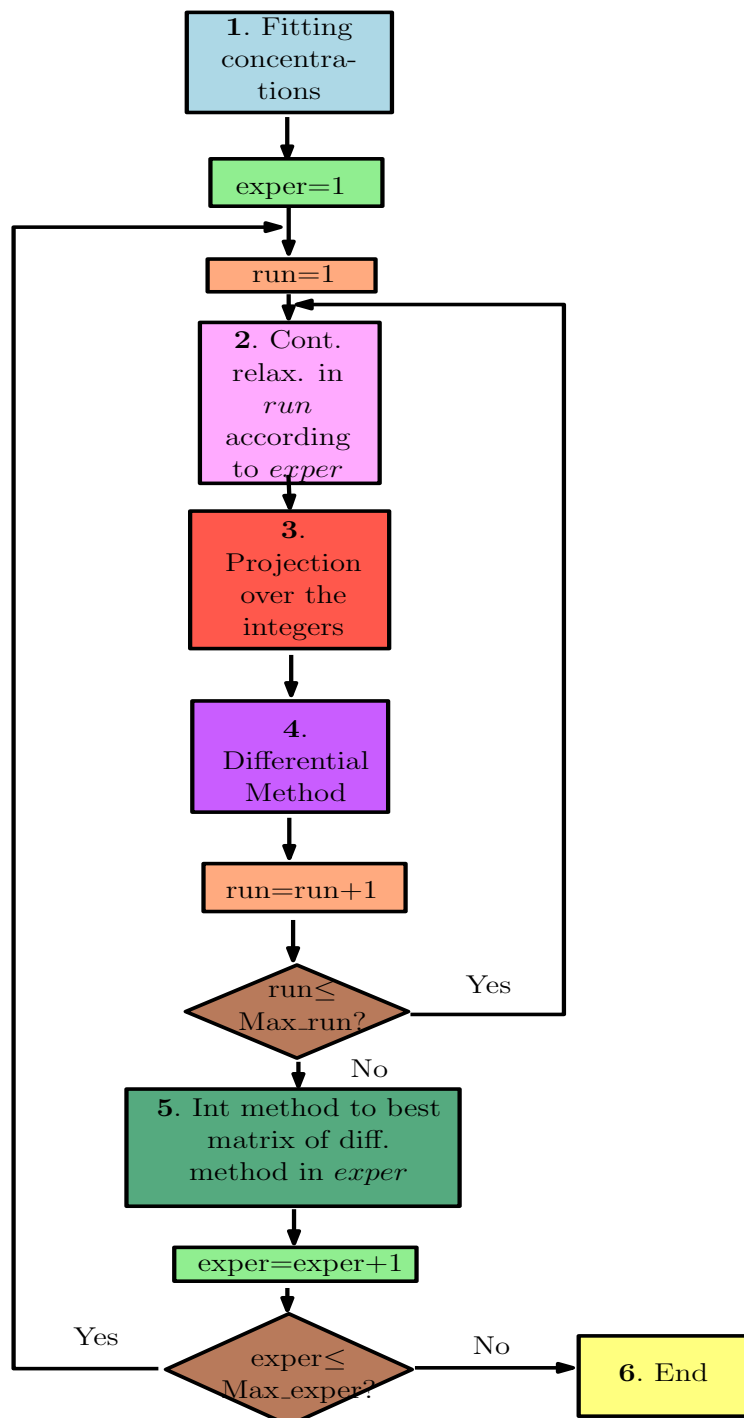 1. Fitting
concentra-
tions
exper=1
run=1
2. Cont.
relax. in
run
according
to exper
3.
Projection
over the
integers
4.
Differential
Method
run=run+1
run≤
Max_run?
Yes
No
5. Int method to best
matrix of diff.
method in exper
exper=exper+1
exper≤
Max_exper?
Yes
No
6. End